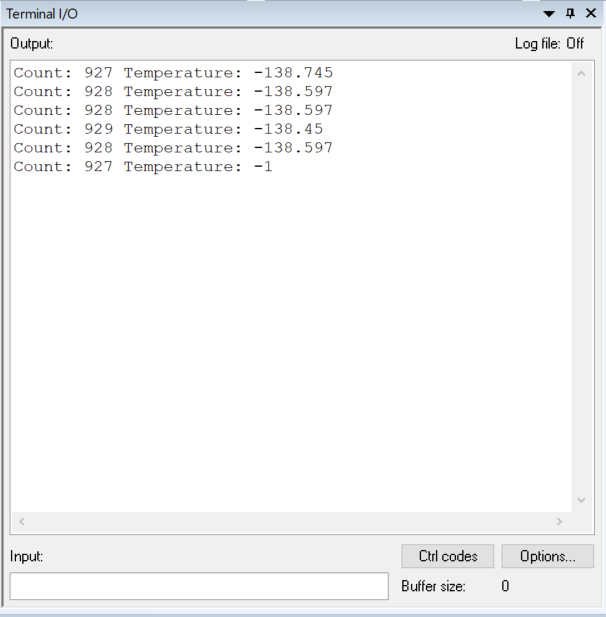 Terminal I/O
Output: Log file: Off
Count: 927 Temperature: -138.745
Count: 928 Temperature: -138.597
Count: 928 Temperature: -138.597
Count: 929 Temperature: -138.45
Count: 928 Temperature: -138.597
Count: 927 Temperature: -1
Input: Ctrl codes Options...
Buffer size: 0